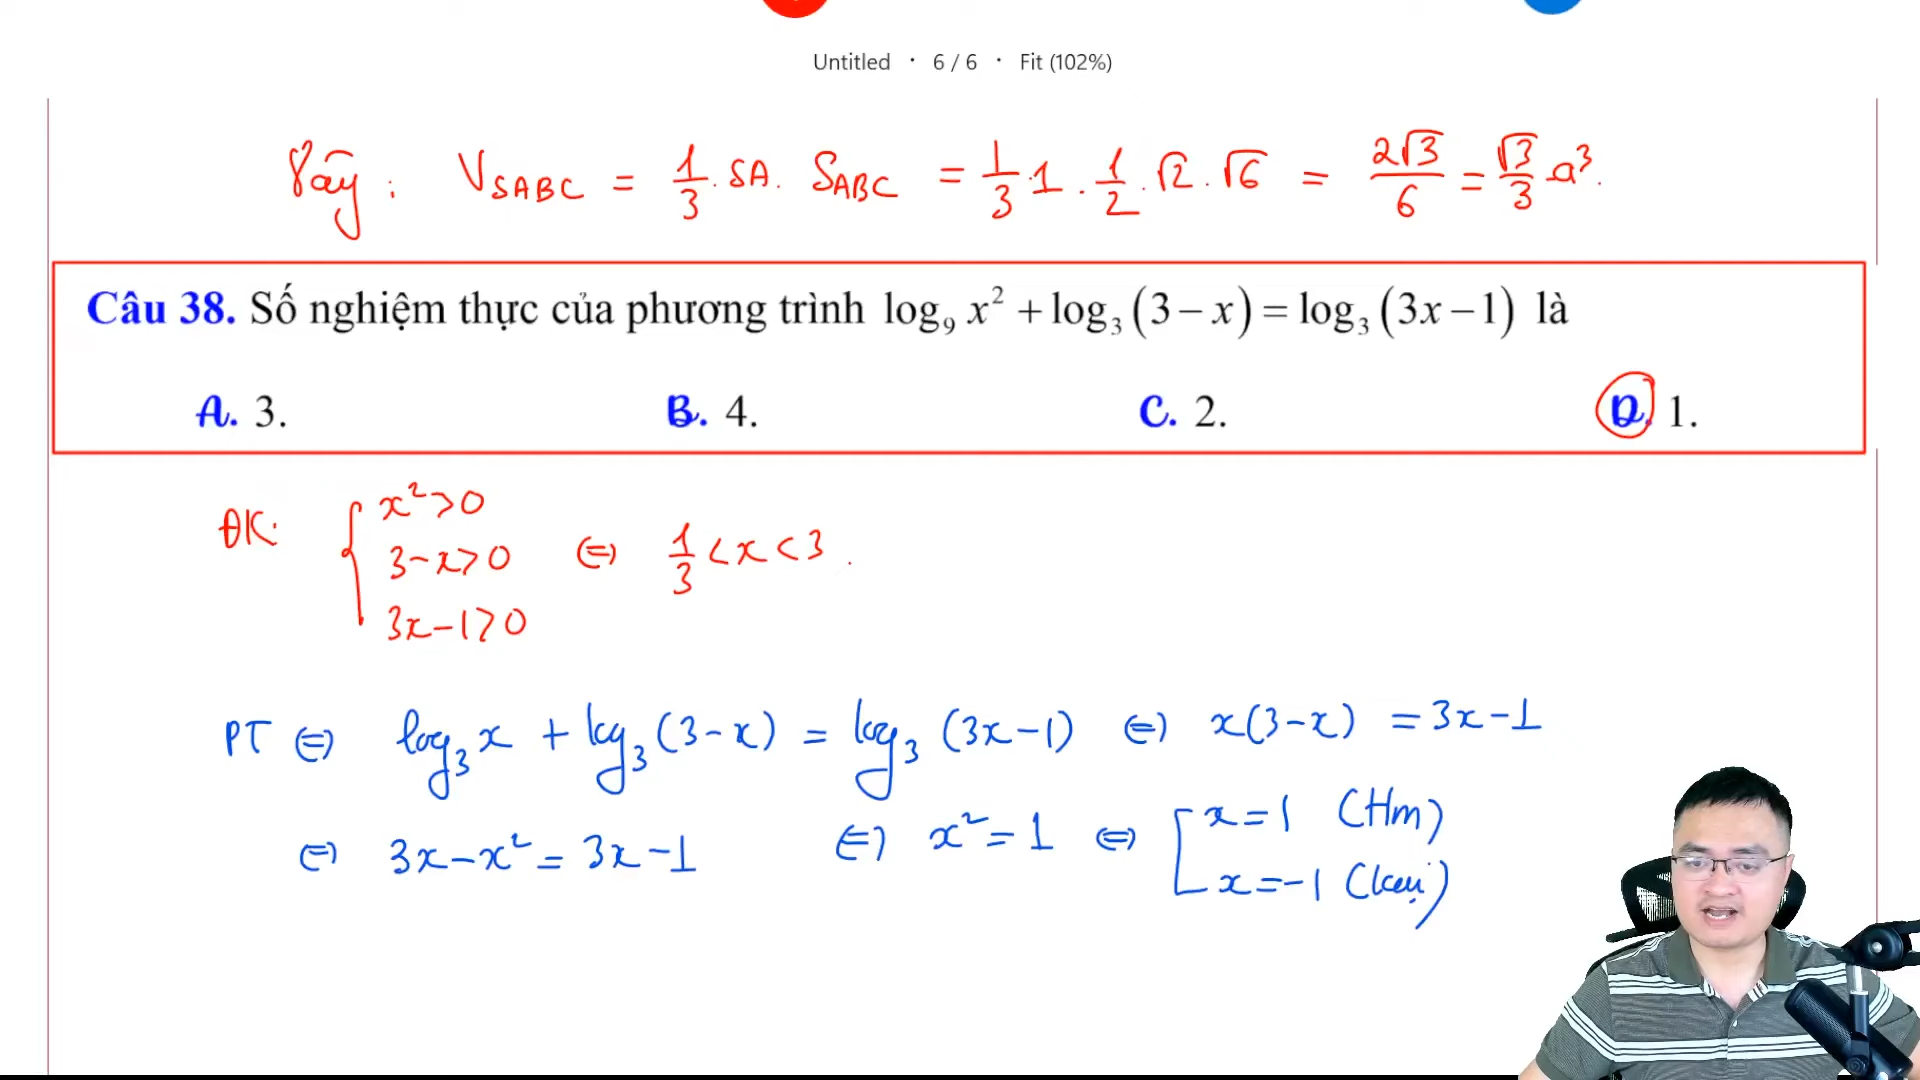 Untitled · 6 / 6 · Fit (102%)
Vậy: V_SABC = 1/3 . SA . S_ABC = 1/3 . 1 . 1/2 . √2 . √6 = 2√3/6 = √3/3 a³.
Câu 38. Số nghiệm thực của phương trình log₉ x² + log₃ (3 − x) = log₃ (3x − 1) là
A. 3. B. 4. C. 2. D. 1.
ĐK: { x² > 0
3 − x > 0 ⇔ 1/3 < x < 3.
3x − 1 > 0
PT ⇔ log₃ x + log₃ (3 − x) = log₃ (3x − 1) ⇔ x(3 − x) = 3x − 1
⇔ 3x − x² = 3x − 1 ⇔ x² = 1 ⇔ [ x = 1 (tm)
x = −1 (loại)